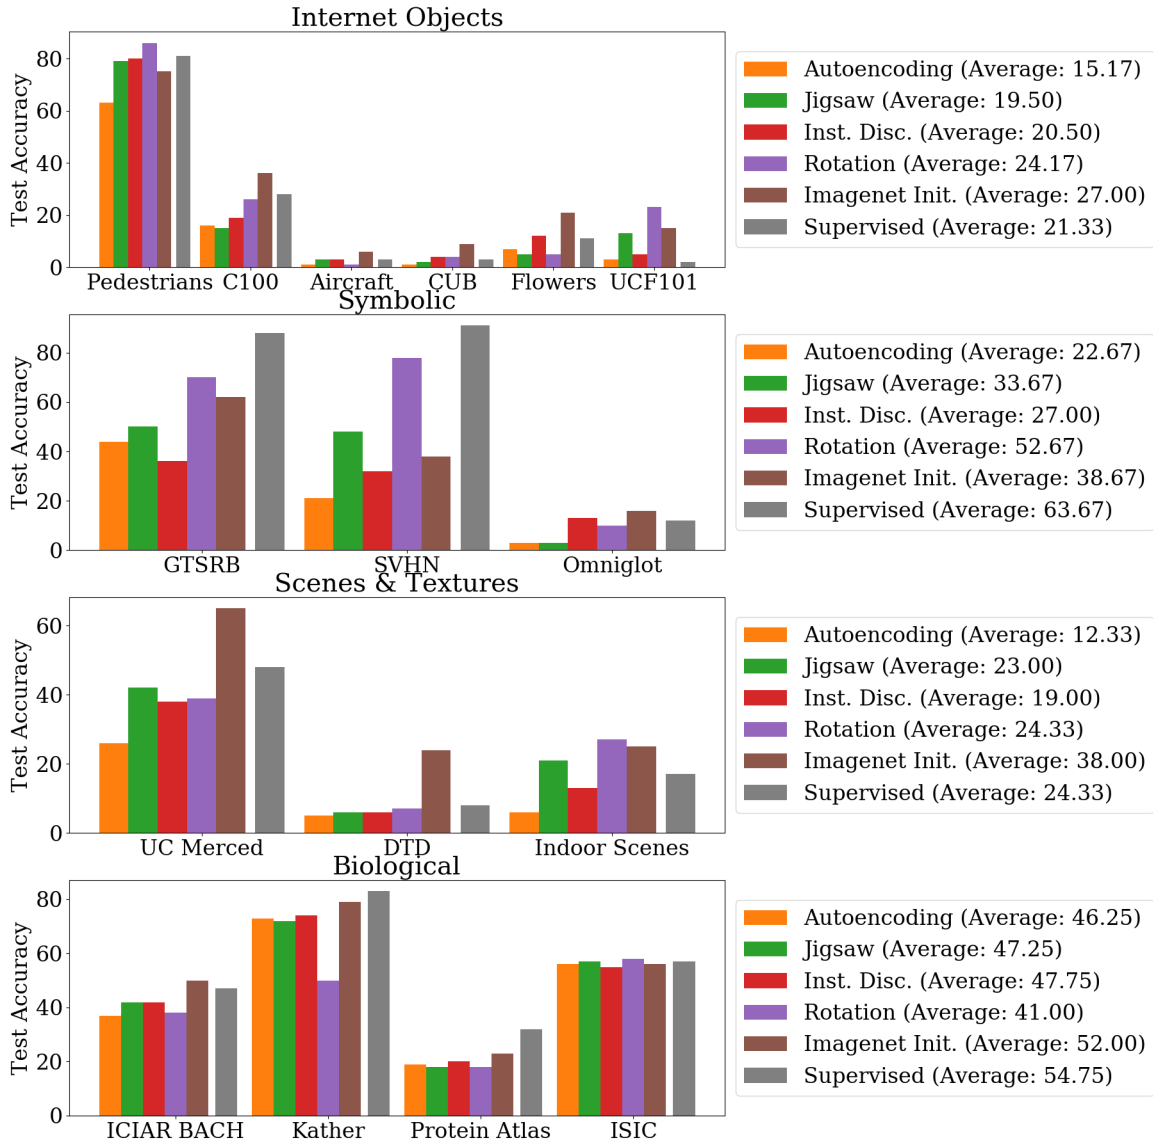 Internet Objects
Test Accuracy
80
60
40
20
0
Pedestrians C100 Aircraft CUB Flowers UCF101
Autoencoding (Average: 15.17)
Jigsaw (Average: 19.50)
Inst. Disc. (Average: 20.50)
Rotation (Average: 24.17)
Imagenet Init. (Average: 27.00)
Supervised (Average: 21.33)
Symbolic
Test Accuracy
80
60
40
20
0
GTSRB SVHN Omniglot
Autoencoding (Average: 22.67)
Jigsaw (Average: 33.67)
Inst. Disc. (Average: 27.00)
Rotation (Average: 52.67)
Imagenet Init. (Average: 38.67)
Supervised (Average: 63.67)
Scenes & Textures
Test Accuracy
60
40
20
0
UC Merced DTD Indoor Scenes
Autoencoding (Average: 12.33)
Jigsaw (Average: 23.00)
Inst. Disc. (Average: 19.00)
Rotation (Average: 24.33)
Imagenet Init. (Average: 38.00)
Supervised (Average: 24.33)
Biological
Test Accuracy
80
60
40
20
0
ICIAR BACH Kather Protein Atlas ISIC
Autoencoding (Average: 46.25)
Jigsaw (Average: 47.25)
Inst. Disc. (Average: 47.75)
Rotation (Average: 41.00)
Imagenet Init. (Average: 52.00)
Supervised (Average: 54.75)